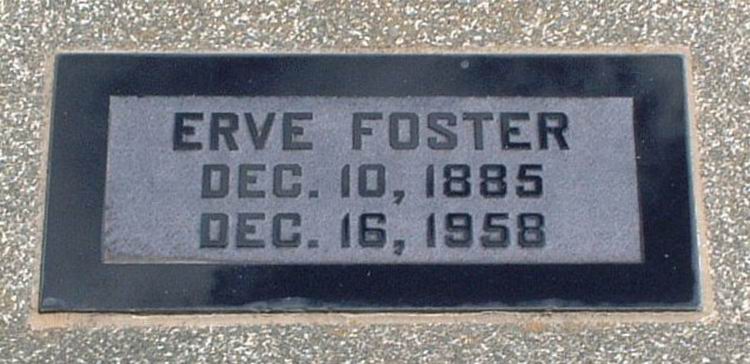 ERVE FOSTER
DEC. 10, 1885
DEC. 16, 1958